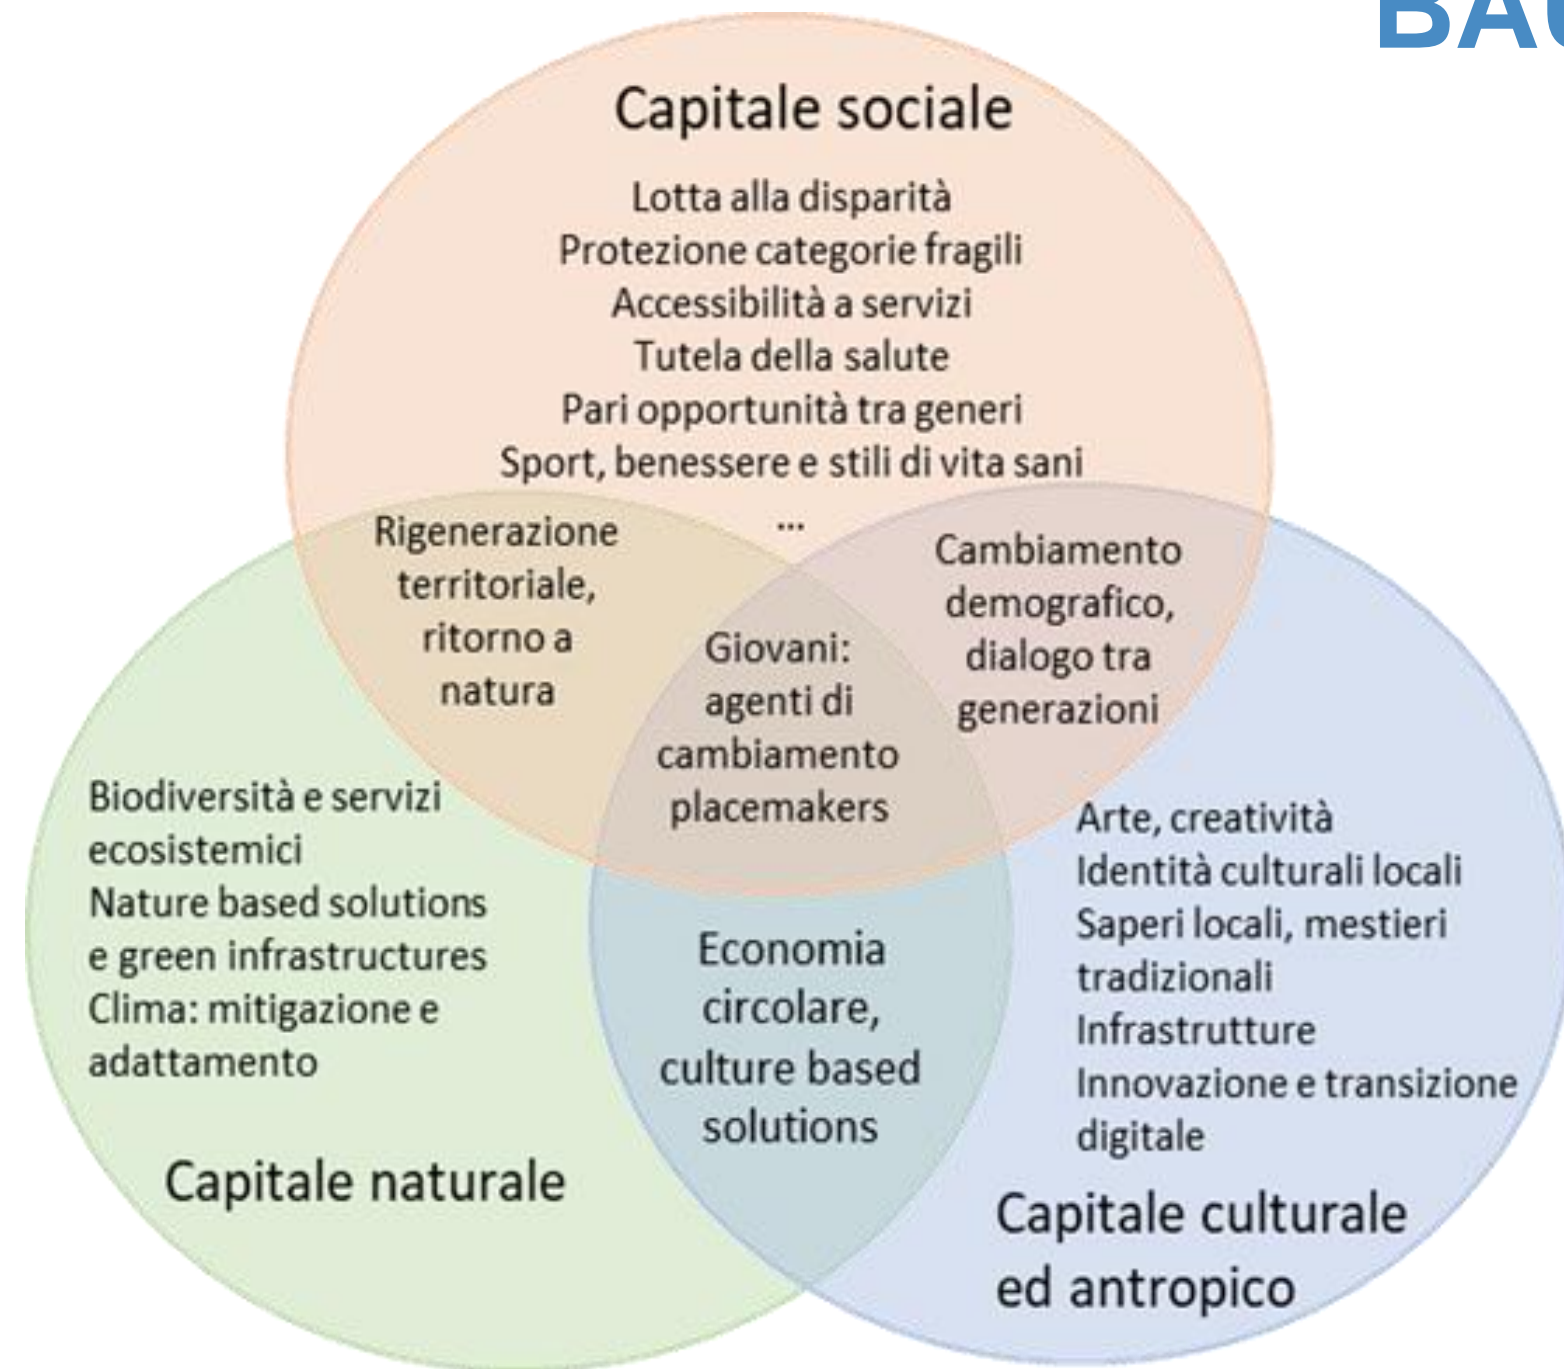 Capitale sociale
Lotta alla disparità
Protezione categorie fragili
Accessibilità a servizi
Tutela della salute
Pari opportunità tra generi
Sport, benessere e stili di vita sani
...
Rigenerazione
territoriale,
ritorno a
natura
Giovani:
agenti di
cambiamento
placemakers
Cambiamento
demografico,
dialogo tra
generazioni
Biodiversità e servizi
ecosistemici
Nature based solutions
e green infrastructures
Clima: mitigazione e
adattamento
Capitale naturale
Economia
circolare,
culture based
solutions
Arte, creatività
Identità culturali locali
Saperi locali, mestieri
tradizionali
Infrastrutture
Innovazione e transizione
digitale
Capitale culturale
ed antropico